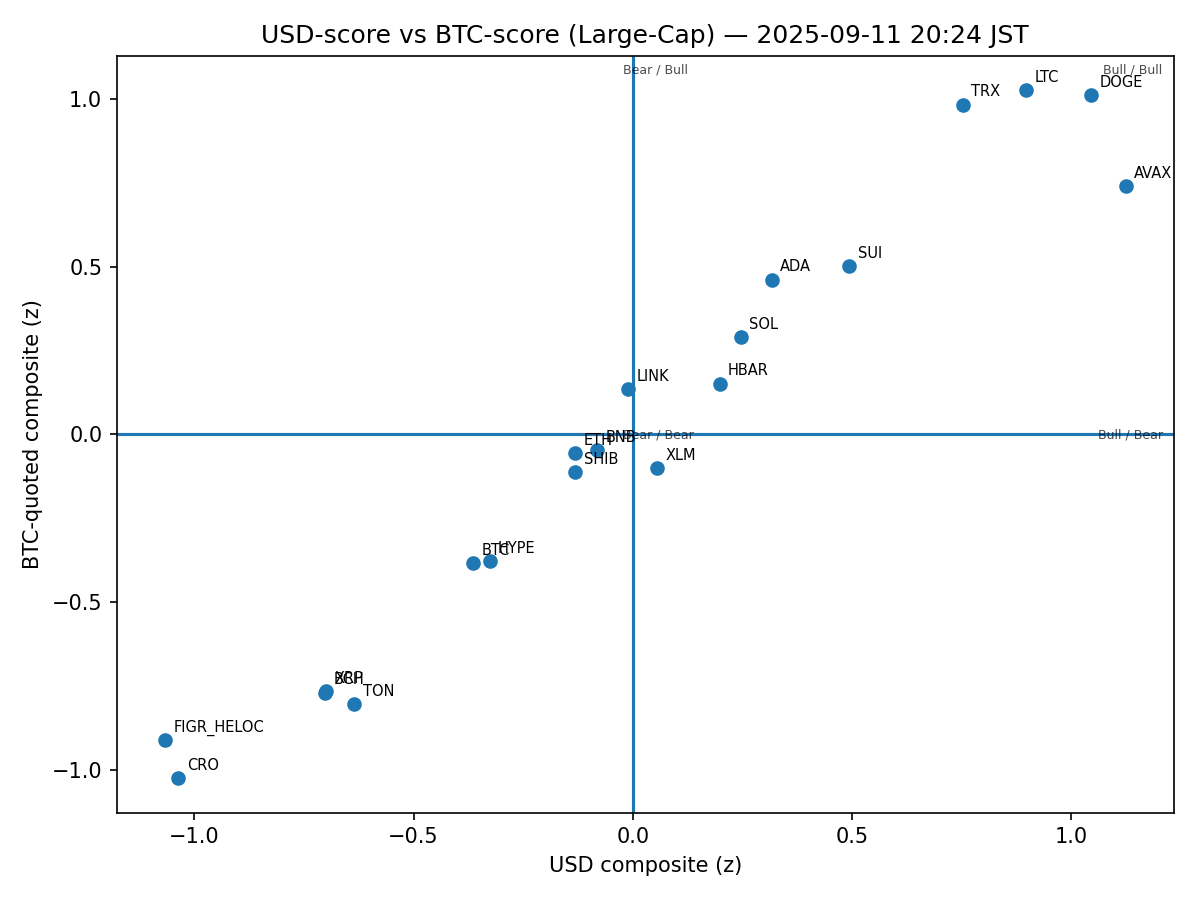 USD-score vs BTC-score (Large-Cap) — 2025-09-11 20:24 JST
Bear / Bull
Bull / Bull
LTC
DOGE
TRX
AVAX
SUI
ADA
SOL
HBAR
LINK
BNB
Bear / Bear
Bull / Bear
ETH
SHIB
XLM
BTC
HYPE
XRP
BCH
TON
FIGR_HELOC
CRO
1.0
0.5
0.0
−0.5
−1.0
BTC-quoted composite (z)
−1.0
−0.5
0.0
0.5
1.0
USD composite (z)